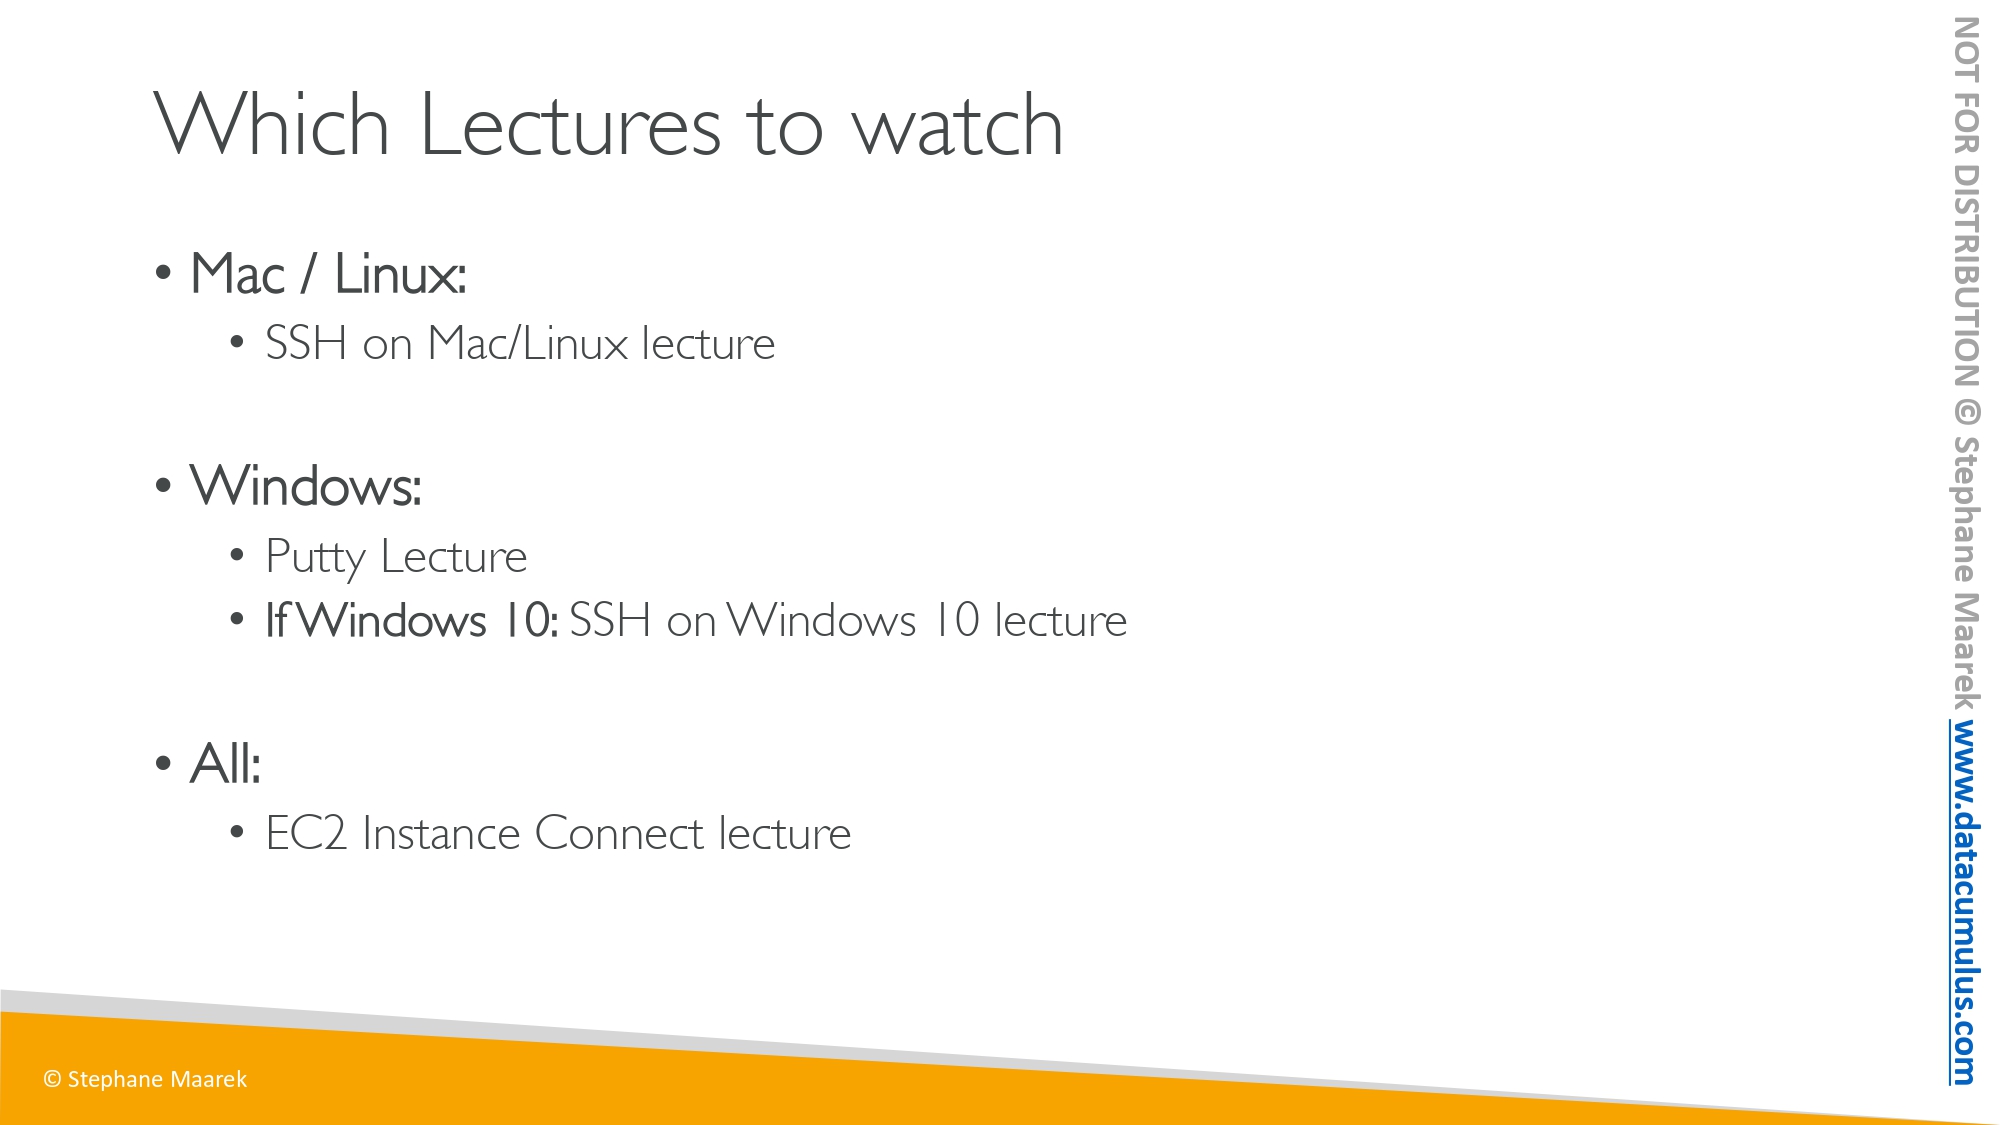 Which Lectures to watch
• Mac / Linux:
• SSH on Mac/Linux lecture
• Windows:
• Putty Lecture
• If Windows 10: SSH on Windows 10 lecture
• All:
• EC2 Instance Connect lecture
© Stephane Maarek
NOT FOR DISTRIBUTION © Stephane Maarek www.datacumulus.com